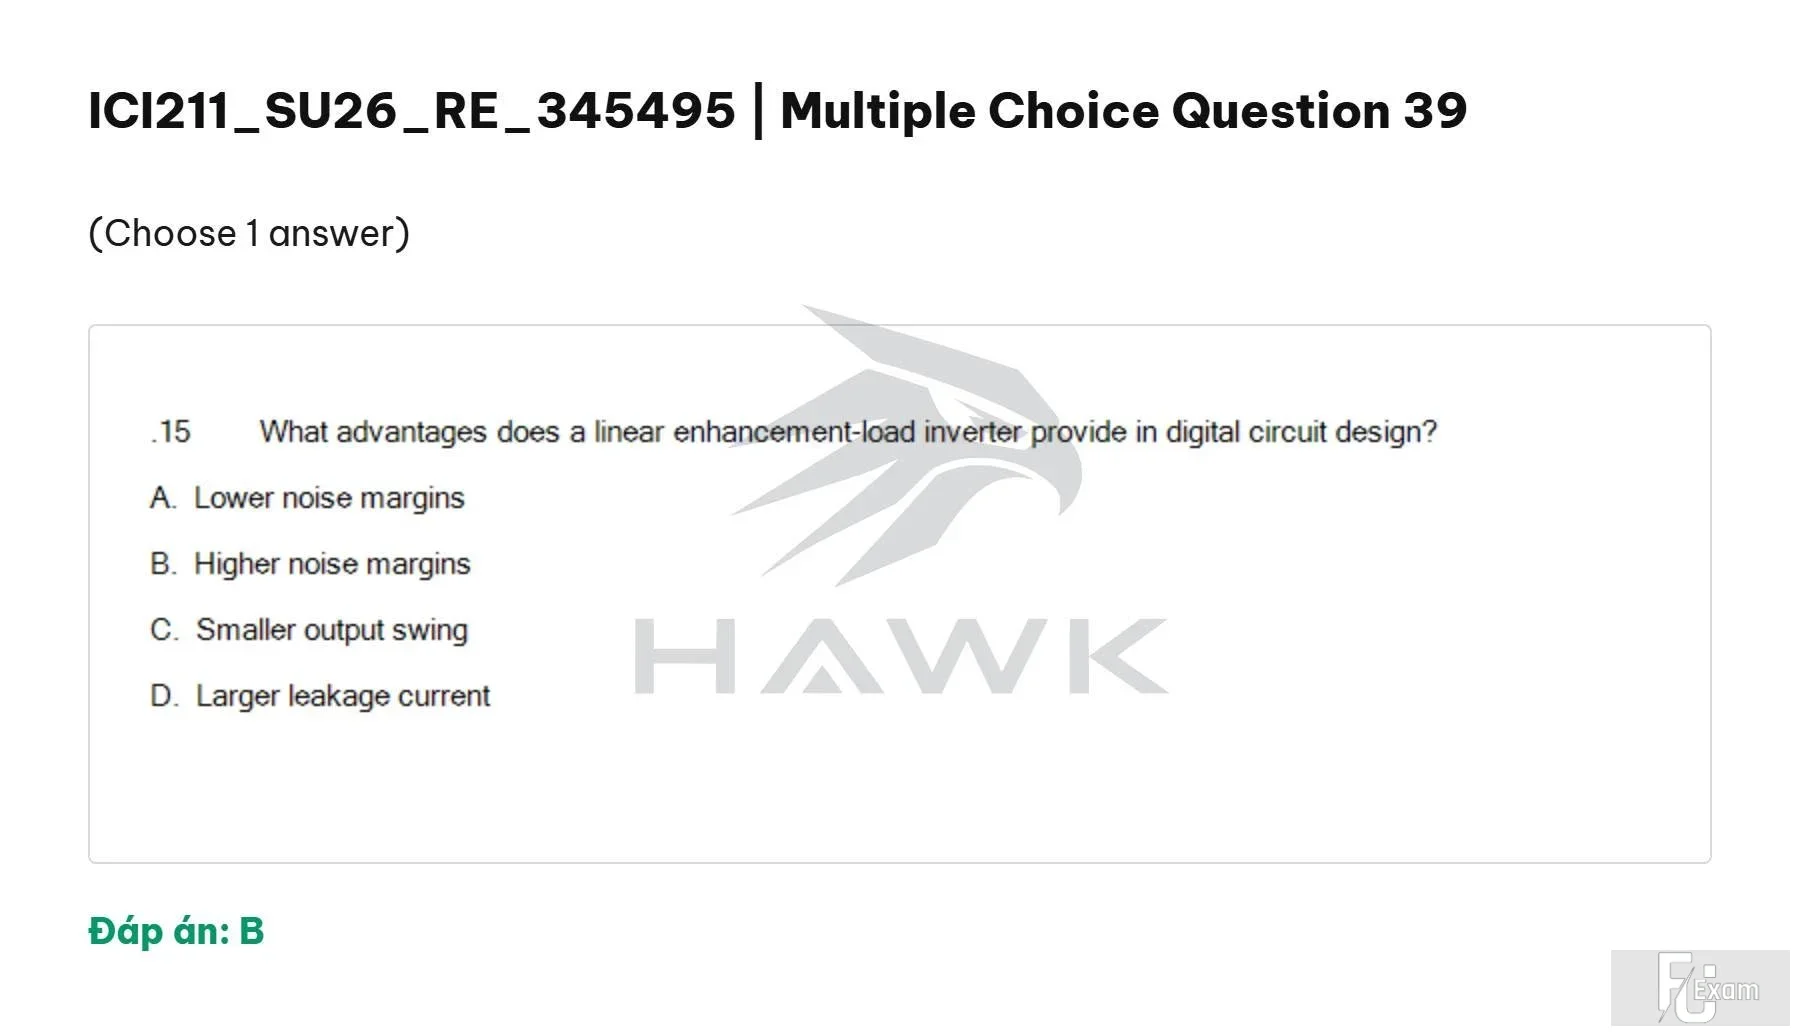 ICI211_SU26_RE_345495 | Multiple Choice Question 39
(Choose 1 answer)
.15 What advantages does a linear enhancement-load inverter provide in digital circuit design?
A. Lower noise margins
B. Higher noise margins
C. Smaller output swing
D. Larger leakage current
HAWK
Đáp án: B
FU Exam